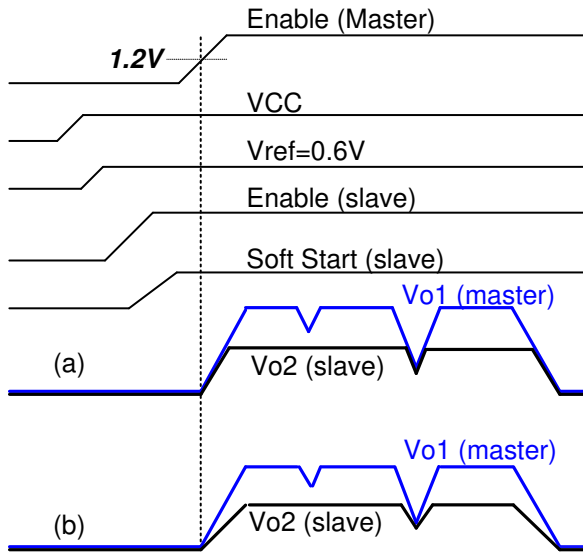 Enable (Master)
1.2V
VCC
Vref=0.6V
Enable (slave)
Soft Start (slave)
Vo1 (master)
(a)
Vo2 (slave)
Vo1 (master)
(b)
Vo2 (slave)